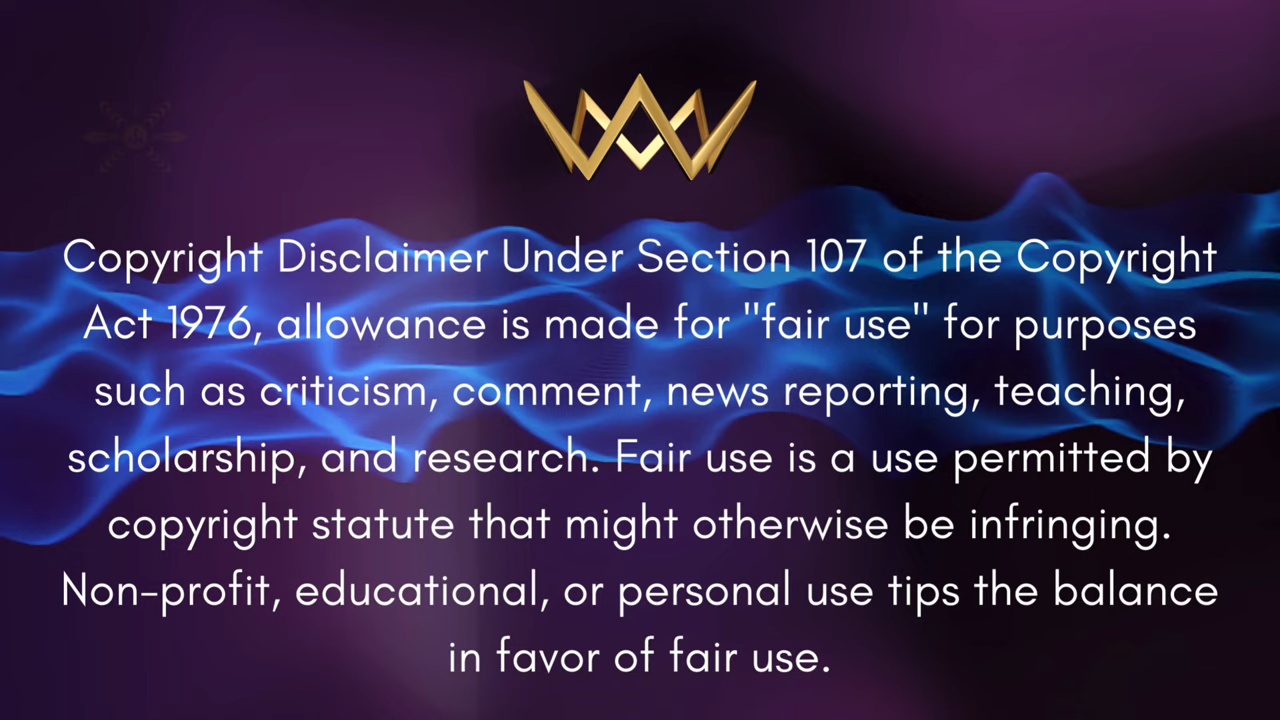 Copyright Disclaimer Under Section 107 of the Copyright
Act 1976, allowance is made for "fair use" for purposes
such as criticism, comment, news reporting, teaching,
scholarship, and research. Fair use is a use permitted by
copyright statute that might otherwise be infringing.
Non-profit, educational, or personal use tips the balance
in favor of fair use.